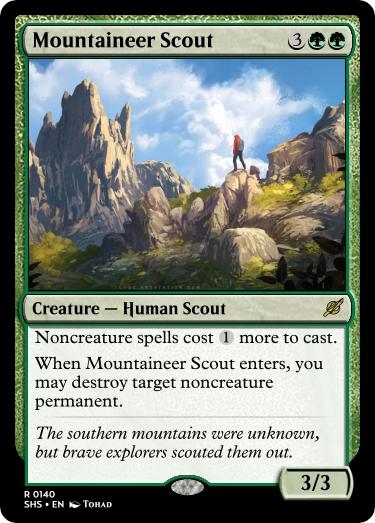 Mountaineer Scout 3
Creature — Human Scout
Noncreature spells cost 1 more to cast.
When Mountaineer Scout enters, you
may destroy target noncreature
permanent.
The southern mountains were unknown,
but brave explorers scouted them out.
3/3
R 0140
SHS • EN Tohad